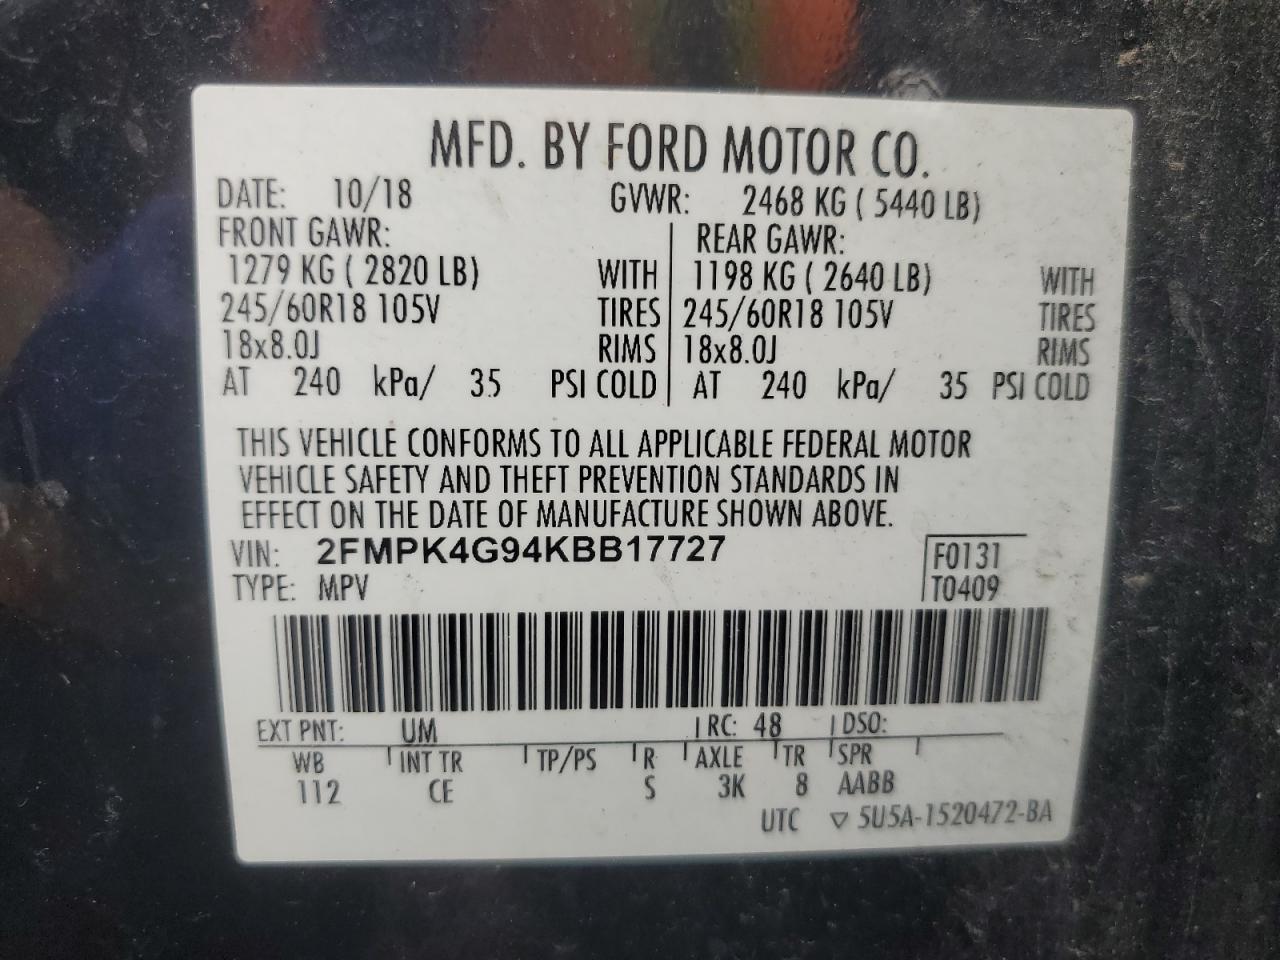 MFD. BY FORD MOTOR CO.
DATE: 10/18 GVWR: 2468 KG ( 5440 LB)
FRONT GAWR: REAR GAWR:
1279 KG ( 2820 LB) WITH 1198 KG ( 2640 LB) WITH
245/60R18 105V TIRES 245/60R18 105V TIRES
18x8.0J RIMS 18x8.0J RIMS
AT 240 kPa/ 35 PSI COLD AT 240 kPa/ 35 PSI COLD
THIS VEHICLE CONFORMS TO ALL APPLICABLE FEDERAL MOTOR
VEHICLE SAFETY AND THEFT PREVENTION STANDARDS IN
EFFECT ON THE DATE OF MANUFACTURE SHOWN ABOVE.
VIN: 2FMPK4G94KBB17727 F0131
TYPE: MPV T0409
EXT PNT: UM RC: 48 DSO:
WB INT TR TP/PS R AXLE TR SPR
112 CE S 3K 8 AABB
UTC ▽ 5U5A-1520472-BA